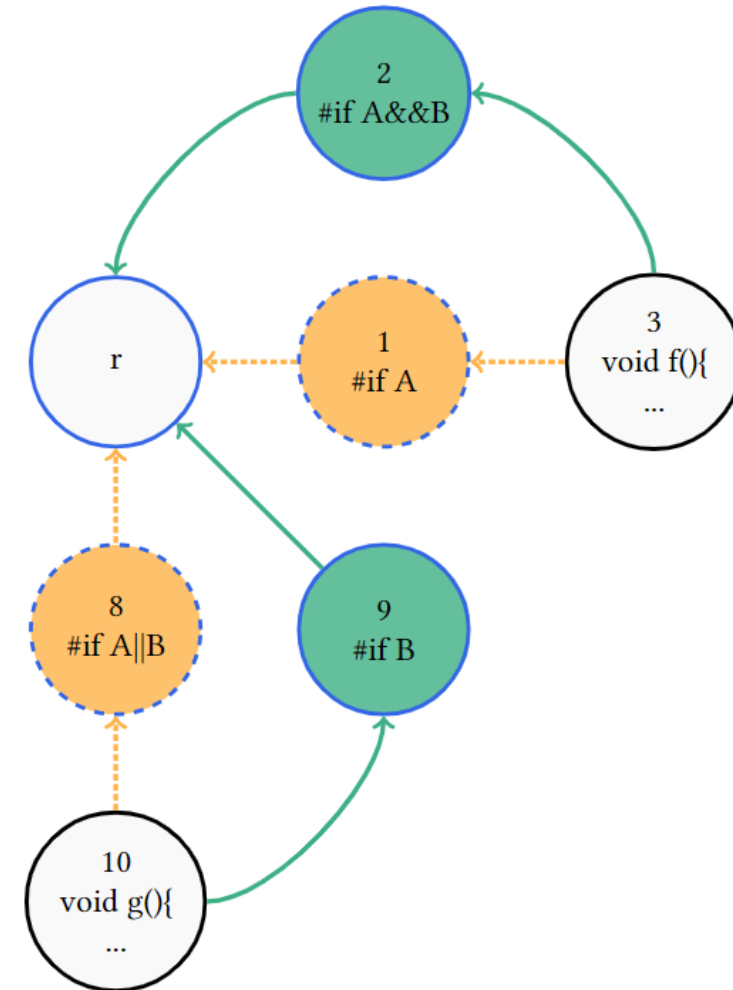 2
#if A&&B
r
1
#if A
3
void f(){
...
8
#if A||B
9
#if B
10
void g(){
...